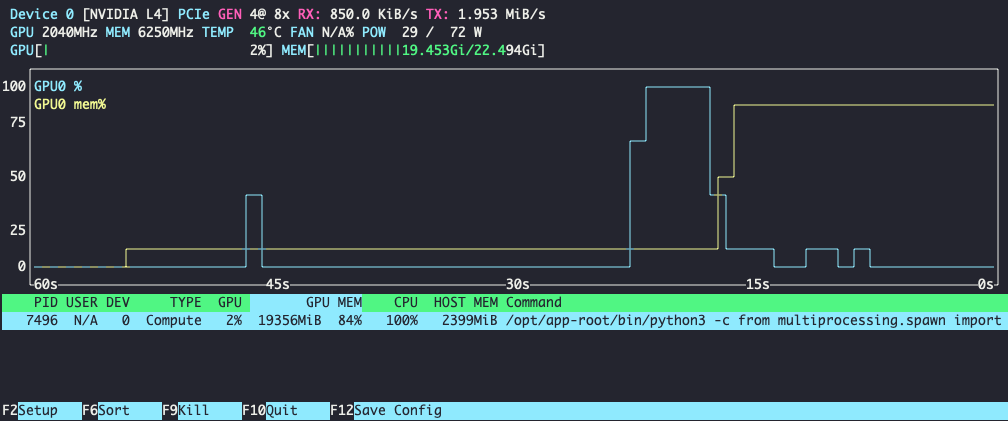 Device 0 [NVIDIA L4] PCIe GEN 4@ 8x RX: 850.0 KiB/s TX: 1.953 MiB/s
GPU 2040MHz MEM 6250MHz TEMP 46°C FAN N/A% POW 29 / 72 W
GPU[| 2%] MEM[|||||||||||19.453Gi/22.494Gi]
100 GPU0 %
GPU0 mem%
75
50
25
0
60s 45s 30s 15s 0s
PID USER DEV TYPE GPU GPU MEM CPU HOST MEM Command
7496 N/A 0 Compute 2% 19356MiB 84% 100% 2399MiB /opt/app-root/bin/python3 -c from multiprocessing.spawn import
F2Setup F6Sort F9Kill F10Quit F12Save Config